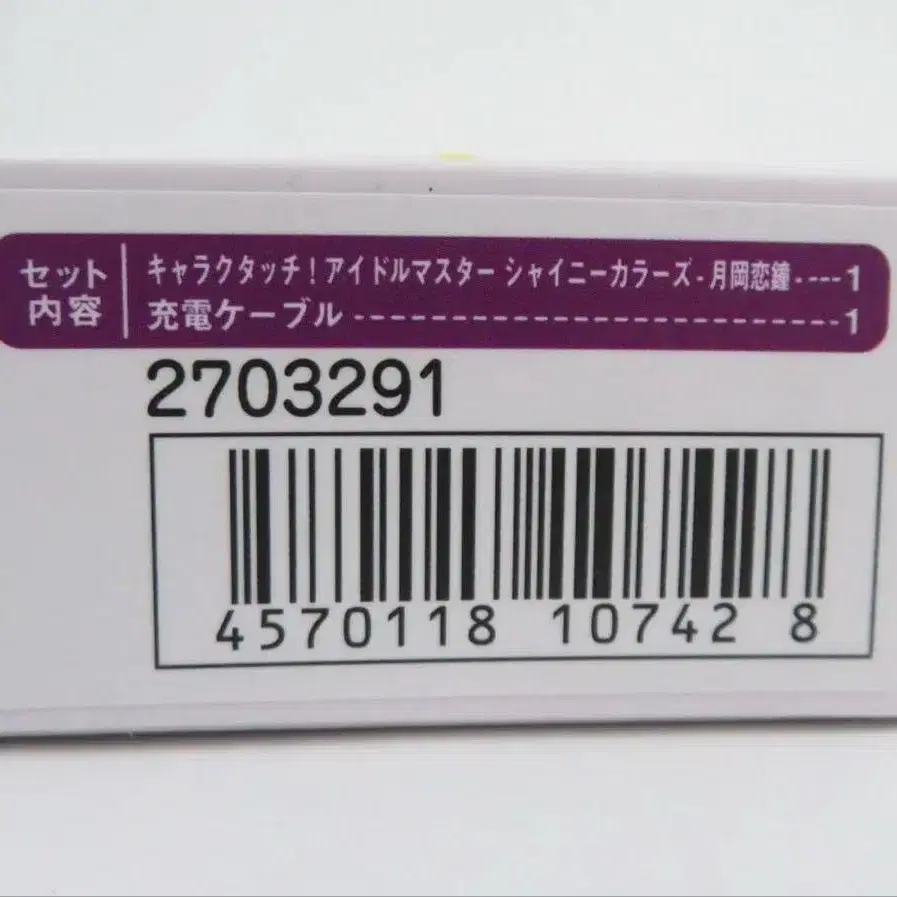 セット内容
キャラクタッチ！アイドルマスター シャイニーカラーズ - 月岡恋鐘 - ---1
充電ケーブル ------------------------1
2703291
4570118 10742 8